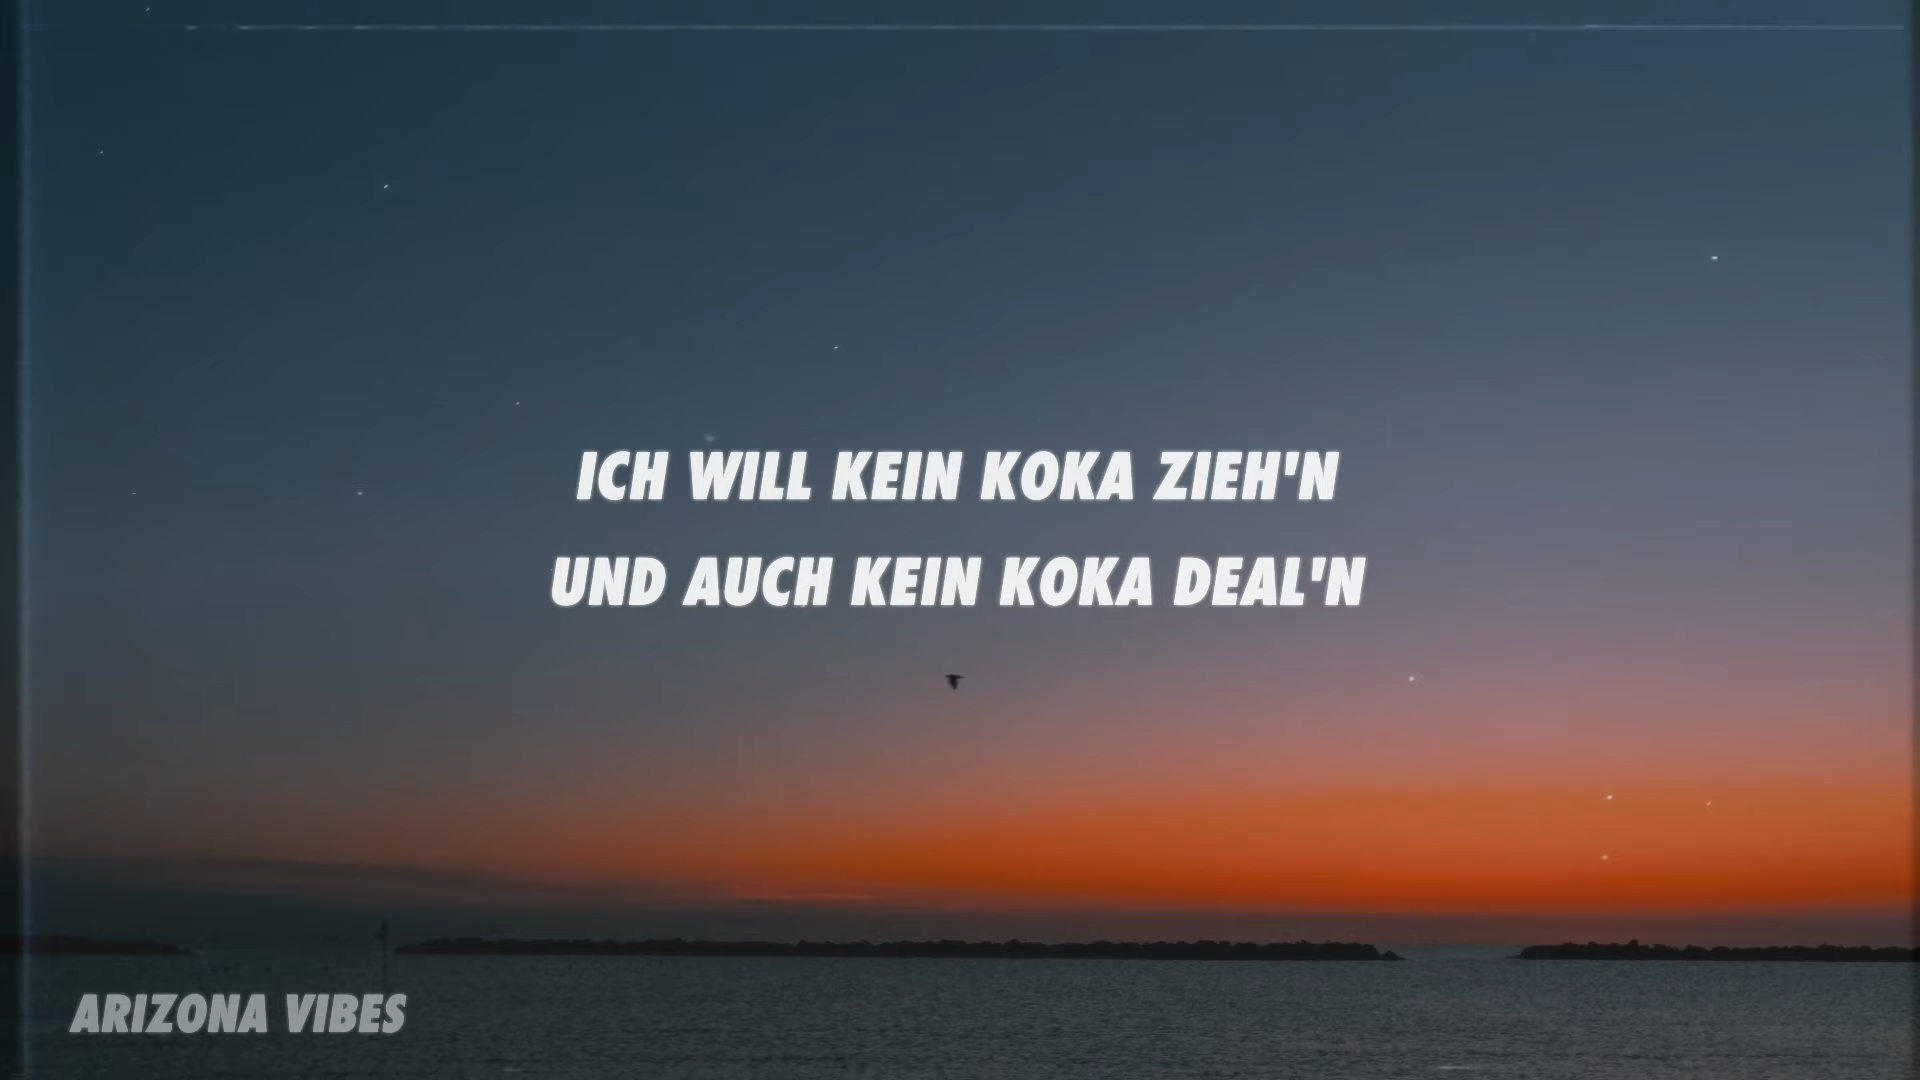 ICH WILL KEIN KOKA ZIEH'N
UND AUCH KEIN KOKA DEAL'N
ARIZONA VIBES